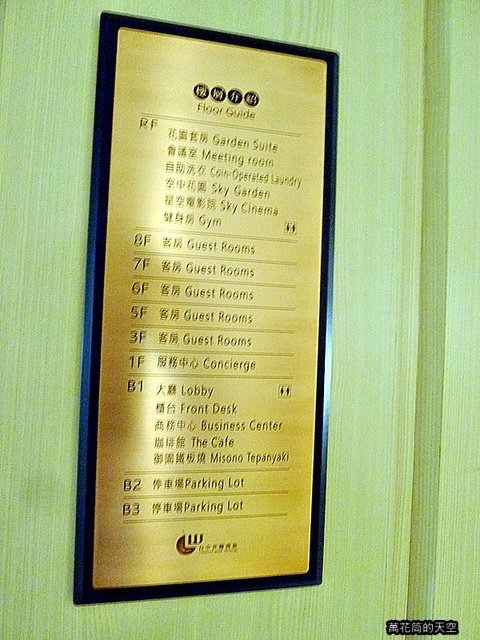 樓層介紹
Floor Guide
RF 花園套房 Garden Suite
會議室 Meeting room
自助洗衣 Coin-Operated Laundry
空中花園 Sky Garden
星空電影院 Sky Cinema
健身房 Gym
8F 客房 Guest Rooms
7F 客房 Guest Rooms
6F 客房 Guest Rooms
5F 客房 Guest Rooms
3F 客房 Guest Rooms
1F 服務中心 Concierge
B1 大廳 Lobby
櫃台 Front Desk
商務中心 Business Center
珈琲館 The Cafe
御園鐵板燒 Misono Tepanyaki
B2 停車場Parking Lot
B3 停車場Parking Lot
萬花筒的天空